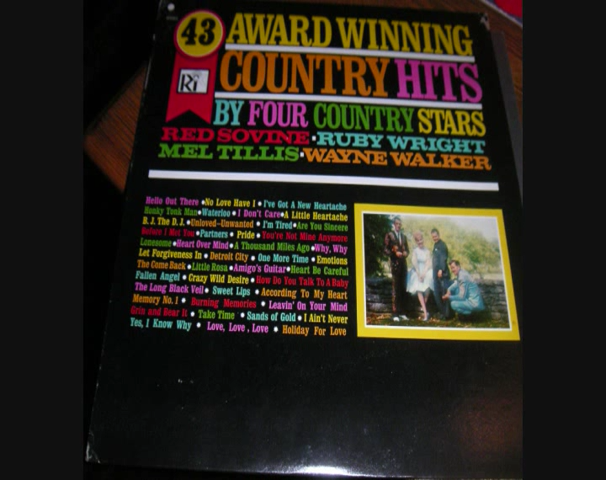 43 AWARD WINNING
COUNTRY HITS
BY FOUR COUNTRY STARS
RED SOVINE • RUBY WRIGHT
MEL TILLIS • WAYNE WALKER
Ri
Hello Out There • No Love Have I • I've Got A New Heartache
Honky Tonk Man • Waterloo • I Don't Care • A Little Heartache
B. J. The D. J. • Unloved-Unwanted • I'm Tired • Are You Sincere
Before I Met You • Partners • Pride • You're Not Mine Anymore
Lonesome • Heart Over Mind • A Thousand Miles Ago • Why, Why
Let Forgiveness In • Detroit City • One More Time • Emotions
The Come Back • Little Rosa • Amigo's Guitar • Heart Be Careful
Fallen Angel • Crazy Wild Desire • How Do You Talk To A Baby
The Long Black Veil • Sweet Lips • According To My Heart
Memory No. 1 • Burning Memories • Leavin' On Your Mind
Grin and Bear It • Take Time • Sands of Gold • I Ain't Never
Yes, I Know Why • Love, Love, Love • Holiday For Love